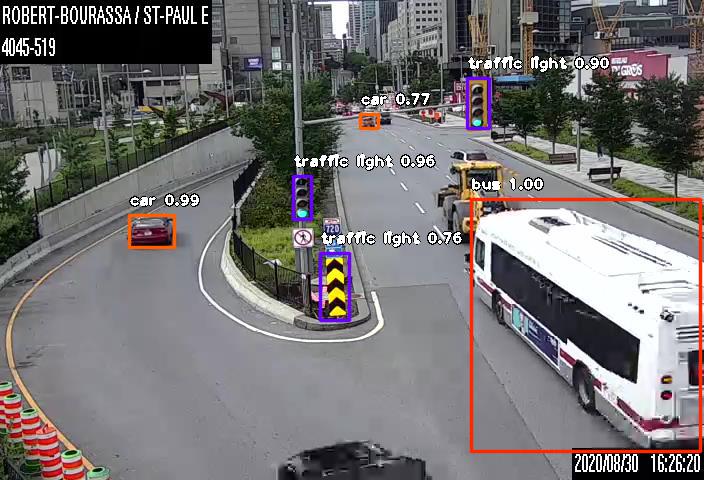 ROBERT-BOURASSA / ST-PAUL E
4045-519
traffic light 0.90
car 0.77
traffic light 0.96
bus 1.00
car 0.99
720
traffic light 0.76
2020/08/30 16:26:20